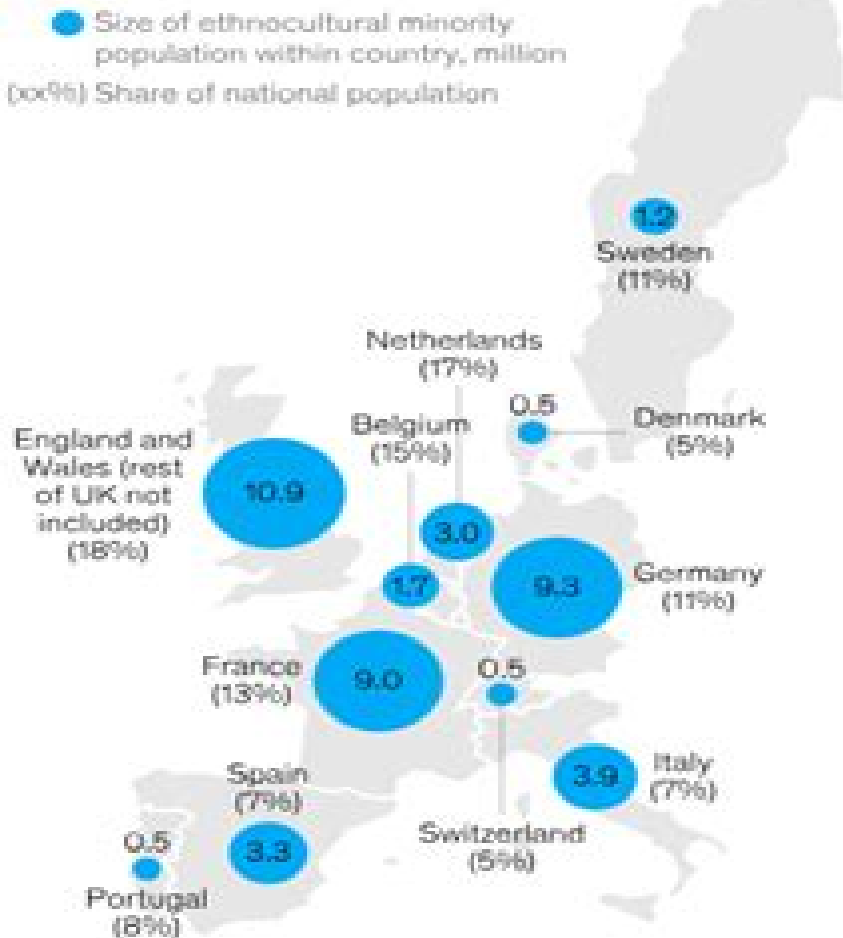 Size of ethnocultural minority
population within country, million
(xx%) Share of national population
1.2
Sweden
(11%)
Netherlands
(17%)
0.5
Denmark
(5%)
Belgium
(15%)
England and
Wales (rest
of UK not
included)
(18%)
10.9
3.0
1.7
9.3
Germany
(11%)
France
(13%)
9.0
0.5
Switzerland
(5%)
3.9
Italy
(7%)
Spain
(7%)
3.3
0.5
Portugal
(8%)